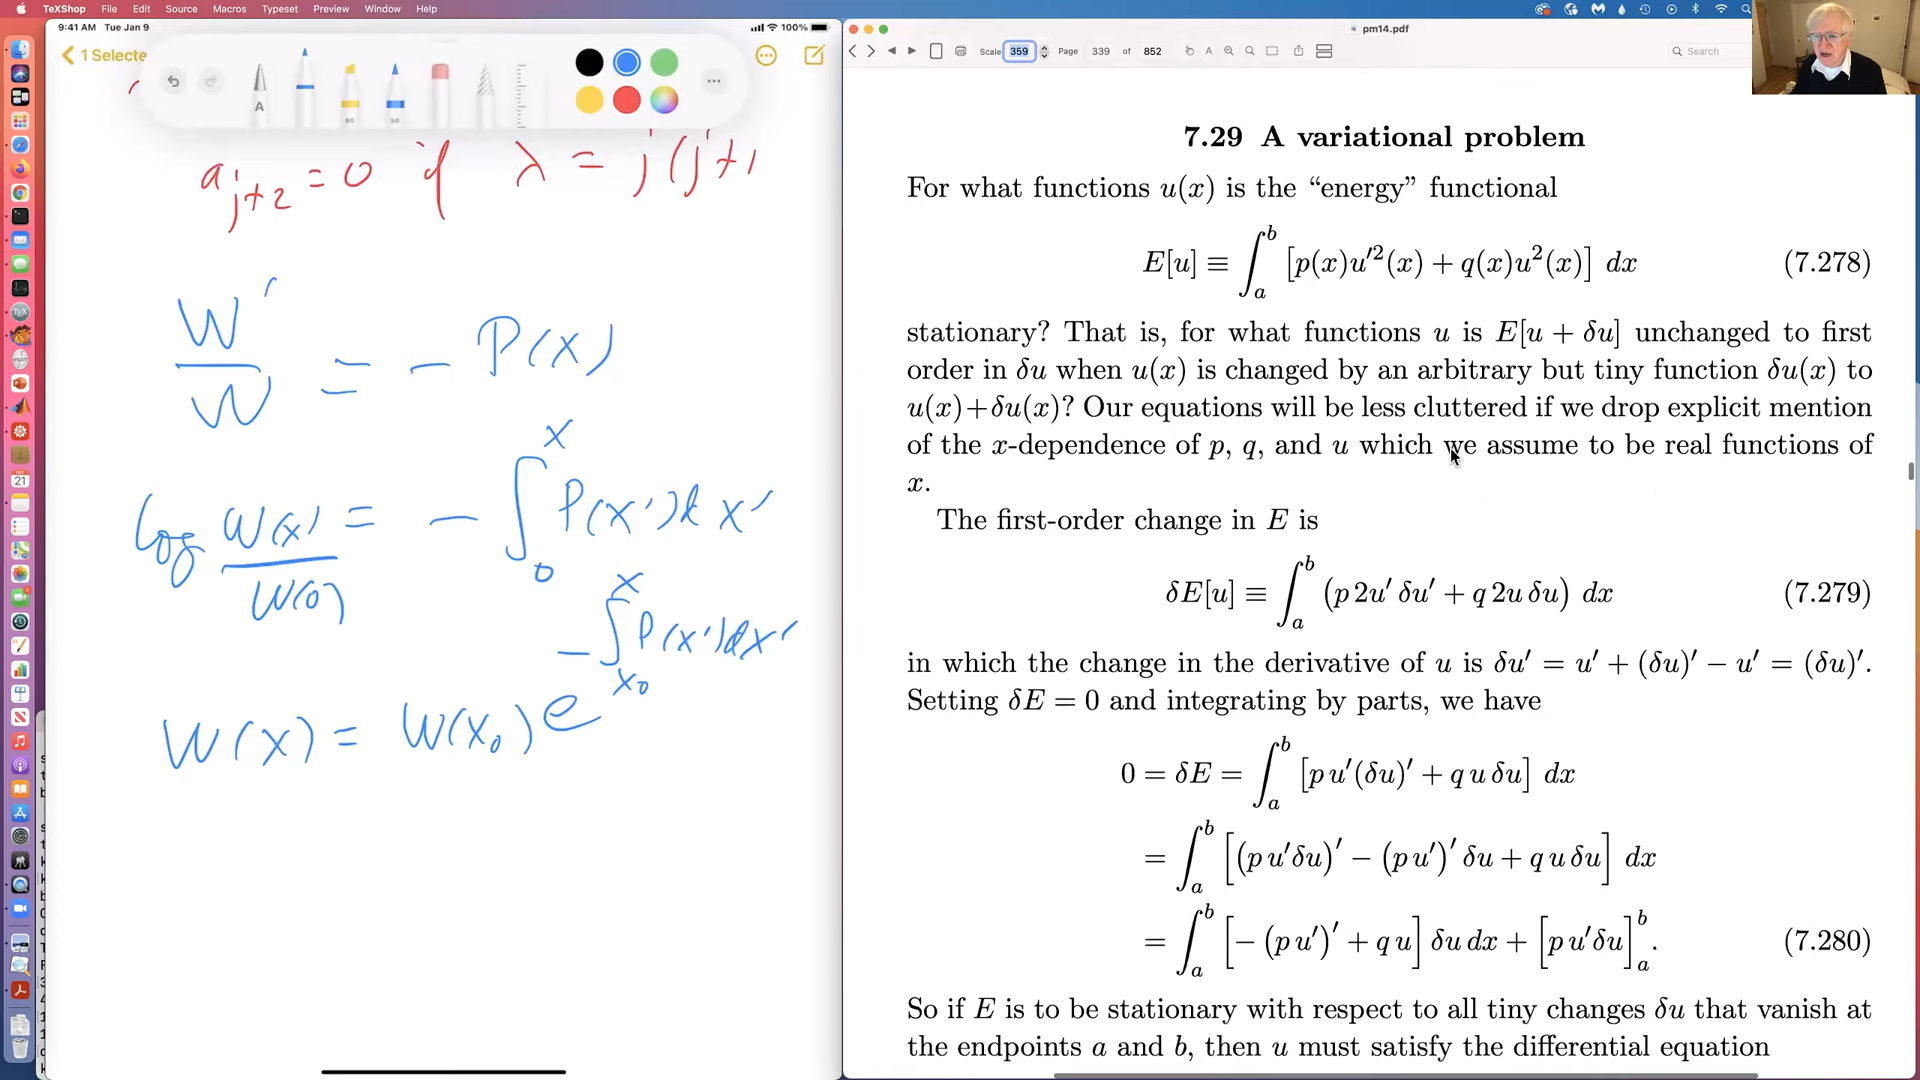 TeXShop File Edit Source Macros Typeset Preview Window Help
9:41 AM Tue Jan 9
100%
1 Selecte
a_{j+2} = 0 if λ = j(j+1
W′/W = − P(x)
log W(x)/W(0) = − ∫_0^x P(x′)dx′
W(x) = W(x_0) e^{−∫_{x_0}^x P(x′)dx′}
pm14.pdf
Scale 359 Page 339 of 852
Search
7.29 A variational problem
For what functions u(x) is the “energy” functional
E[u] ≡ ∫_a^b [p(x)u′²(x) + q(x)u²(x)] dx (7.278)
stationary? That is, for what functions u is E[u + δu] unchanged to first
order in δu when u(x) is changed by an arbitrary but tiny function δu(x) to
u(x)+δu(x)? Our equations will be less cluttered if we drop explicit mention
of the x-dependence of p, q, and u which we assume to be real functions of
x.
The first-order change in E is
δE[u] ≡ ∫_a^b (p 2u′ δu′ + q 2u δu) dx (7.279)
in which the change in the derivative of u is δu′ = u′ + (δu)′ − u′ = (δu)′.
Setting δE = 0 and integrating by parts, we have
0 = δE = ∫_a^b [p u′(δu)′ + q u δu] dx
= ∫_a^b [(p u′δu)′ − (p u′)′ δu + q u δu] dx
= ∫_a^b [− (p u′)′ + q u] δu dx + [p u′δu]_a^b. (7.280)
So if E is to be stationary with respect to all tiny changes δu that vanish at
the endpoints a and b, then u must satisfy the differential equation